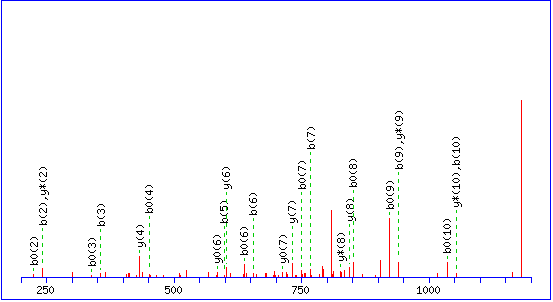 b0(2)
b(2),y*(2)
b0(3)
b(3)
y(4)
b0(4)
y0(6)
b(5)
y(6)
b0(6)
b(6)
y0(7)
y(7)
b0(7)
b(7)
y*(8)
y(8)
b0(8)
b0(9)
b(9),y*(9)
b0(10)
y*(10),b(10)
250 500 750 1000